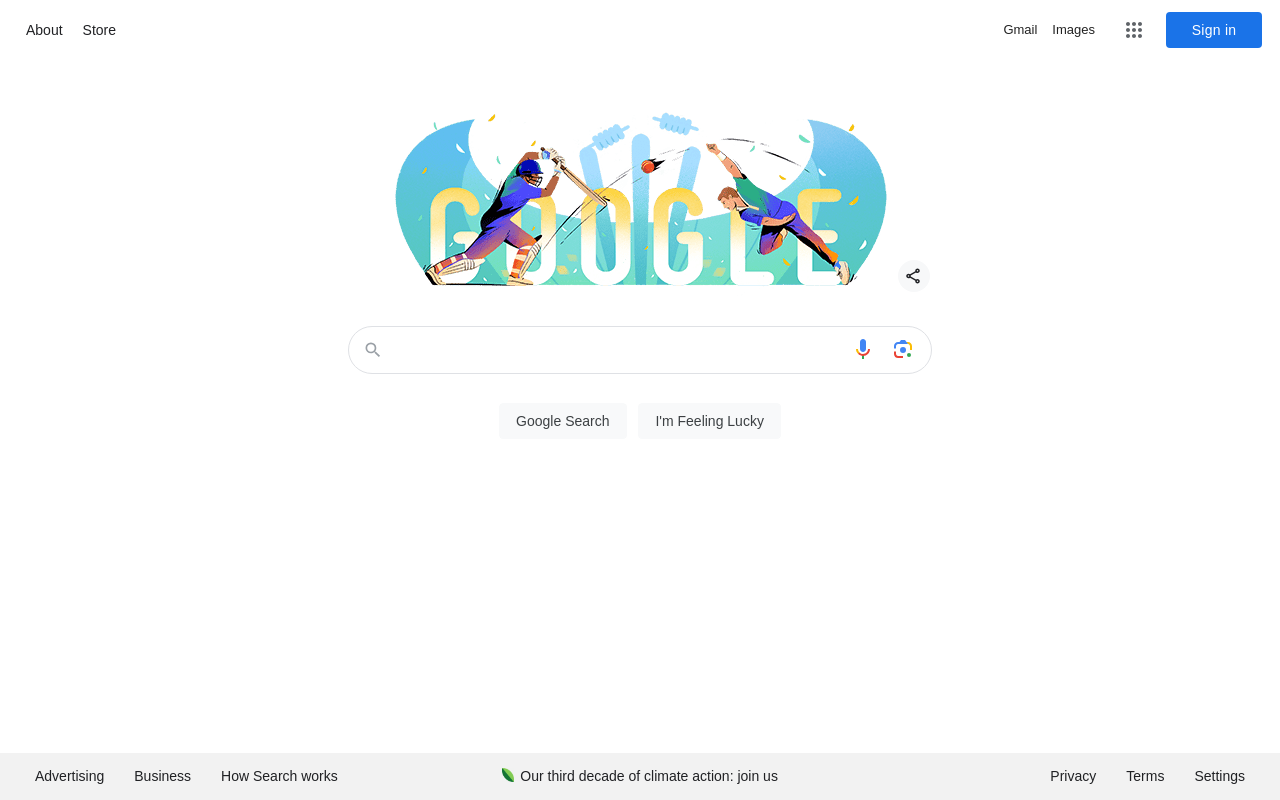 About Store Gmail Images Sign in
GOOGLE
Google Search I'm Feeling Lucky
Advertising Business How Search works Our third decade of climate action: join us Privacy Terms Settings